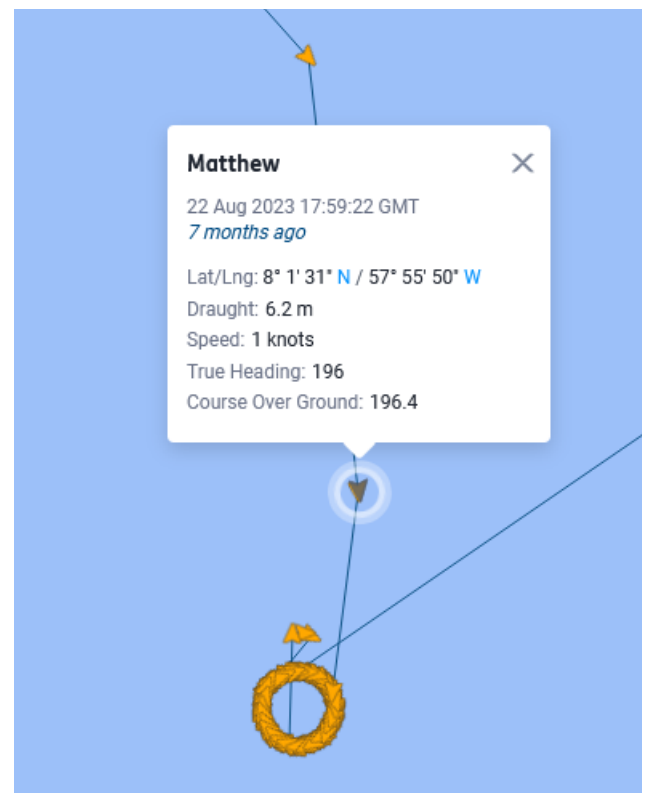 Matthew
22 Aug 2023 17:59:22 GMT
7 months ago
Lat/Lng: 8° 1' 31" N / 57° 55' 50" W
Draught: 6.2 m
Speed: 1 knots
True Heading: 196
Course Over Ground: 196.4